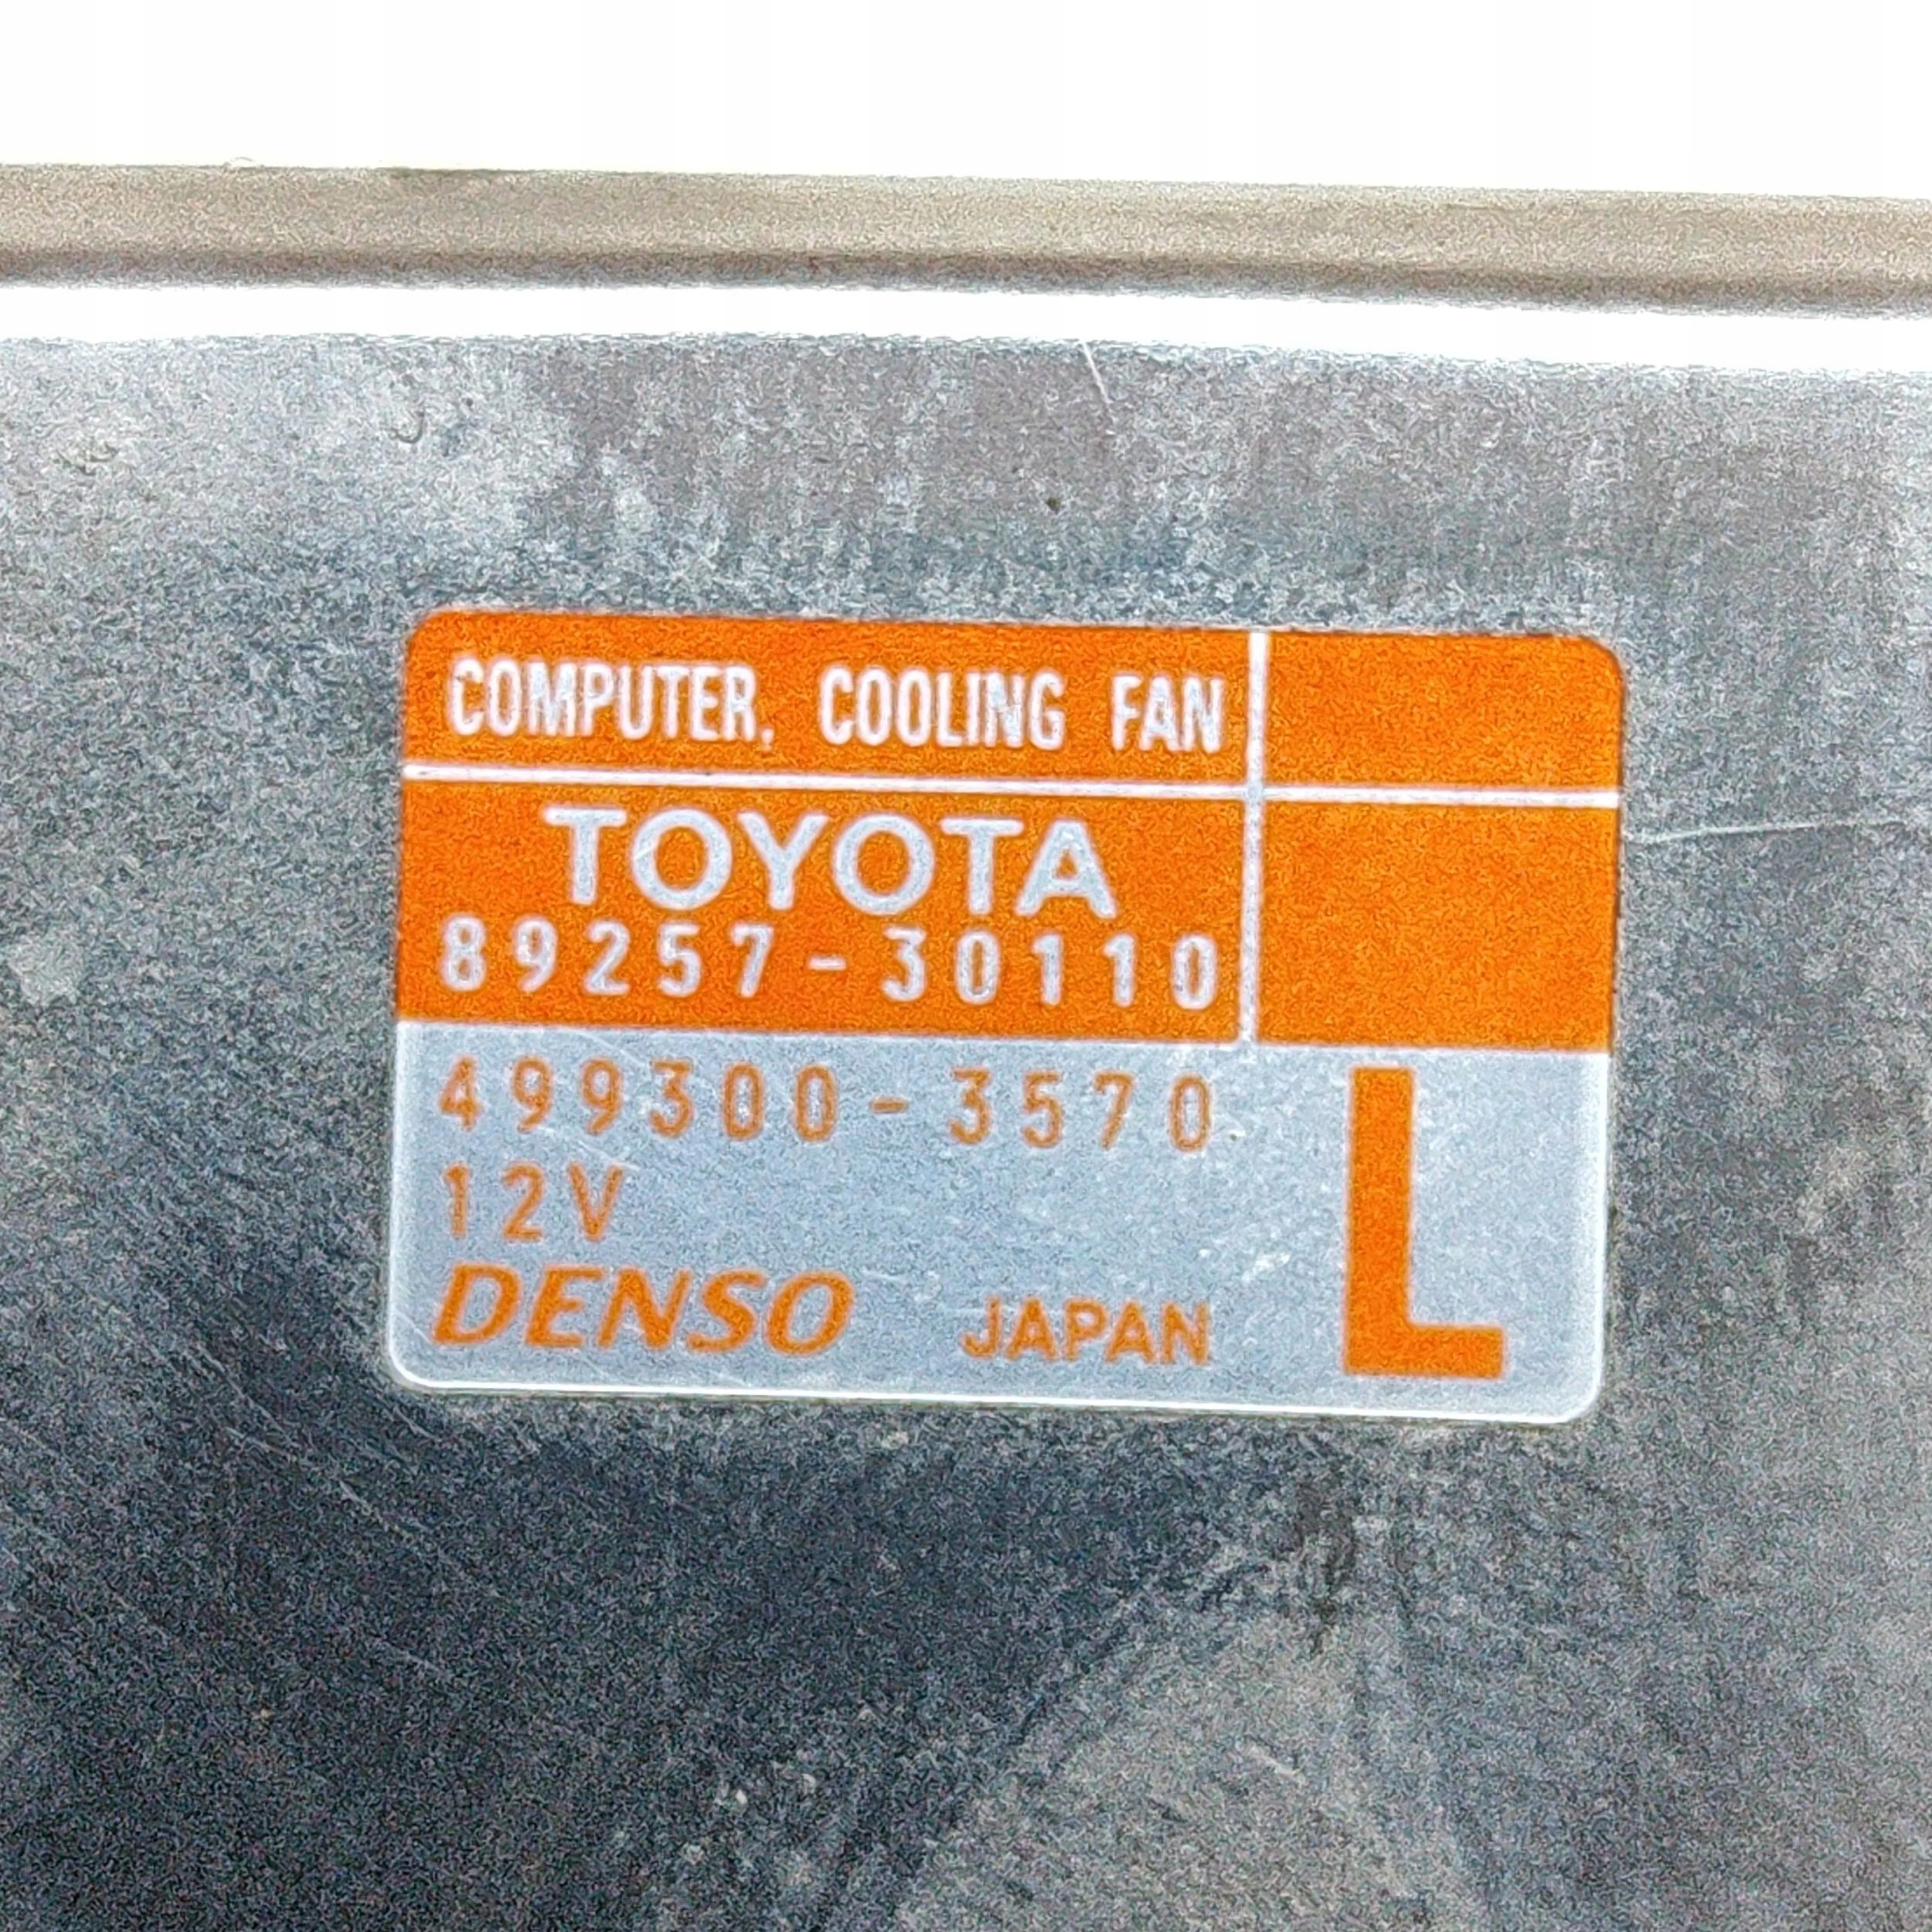 COMPUTER, COOLING FAN
TOYOTA
89257-30110
499300-3570
12V
DENSO JAPAN
L